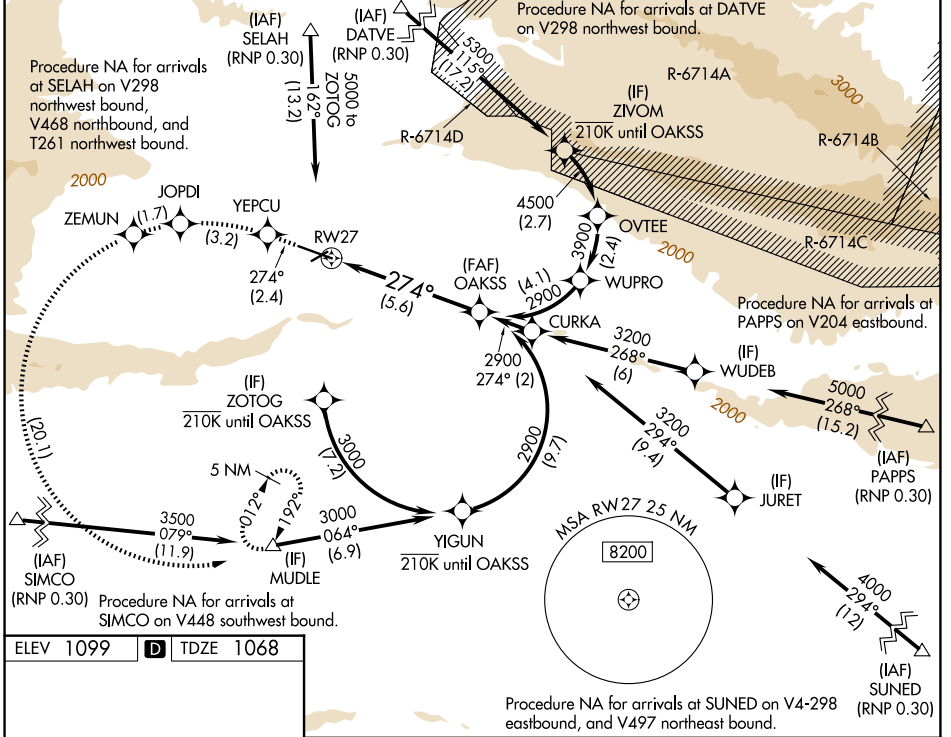 (IAF)
SELAH
(RNP 0.30)
(IAF)
DATVE
(RNP 0.30)
Procedure NA for arrivals at DATVE
on V298 northwest bound.
Procedure NA for arrivals
at SELAH on V298
northwest bound,
V468 northbound, and
T261 northwest bound.
5000 to
ZOTOG
162°
(13.2)
5300
115°
(17.2)
R-6714A
3000
(IF)
ZIVOM
210K until OAKSS
R-6714D
R-6714B
2000
JOPDI
ZEMUN
(1.7)
YEPCU
(3.2)
RW27
274°
(2.4)
4500
(2.7)
OVTEE
3900
(2.4)
2000
R-6714C
(FAF)
OAKSS
274°
(5.6)
(4.1)
2900
WUPRO
CURKA
Procedure NA for arrivals at
PAPPS on V204 eastbound.
2900
274° (2)
3200
268°
(6)
(IF)
WUDEB
5000
268°
(15.2)
2000
(IAF)
PAPPS
(RNP 0.30)
(IF)
ZOTOG
210K until OAKSS
3000
(7.2)
2900
(9.7)
3200
294°
(9.4)
(IF)
JURET
(20.1)
5 NM
012°
192°
3500
079°
(11.9)
3000
064°
(6.9)
YIGUN
210K until OAKSS
(IF)
MUDLE
(IAF)
SIMCO
(RNP 0.30)
Procedure NA for arrivals at
SIMCO on V448 southwest bound.
MSA RW27 25 NM
8200
4000
294°
(12)
(IAF)
SUNED
(RNP 0.30)
ELEV 1099 D TDZE 1068
Procedure NA for arrivals at SUNED on V4-298
eastbound, and V497 northeast bound.